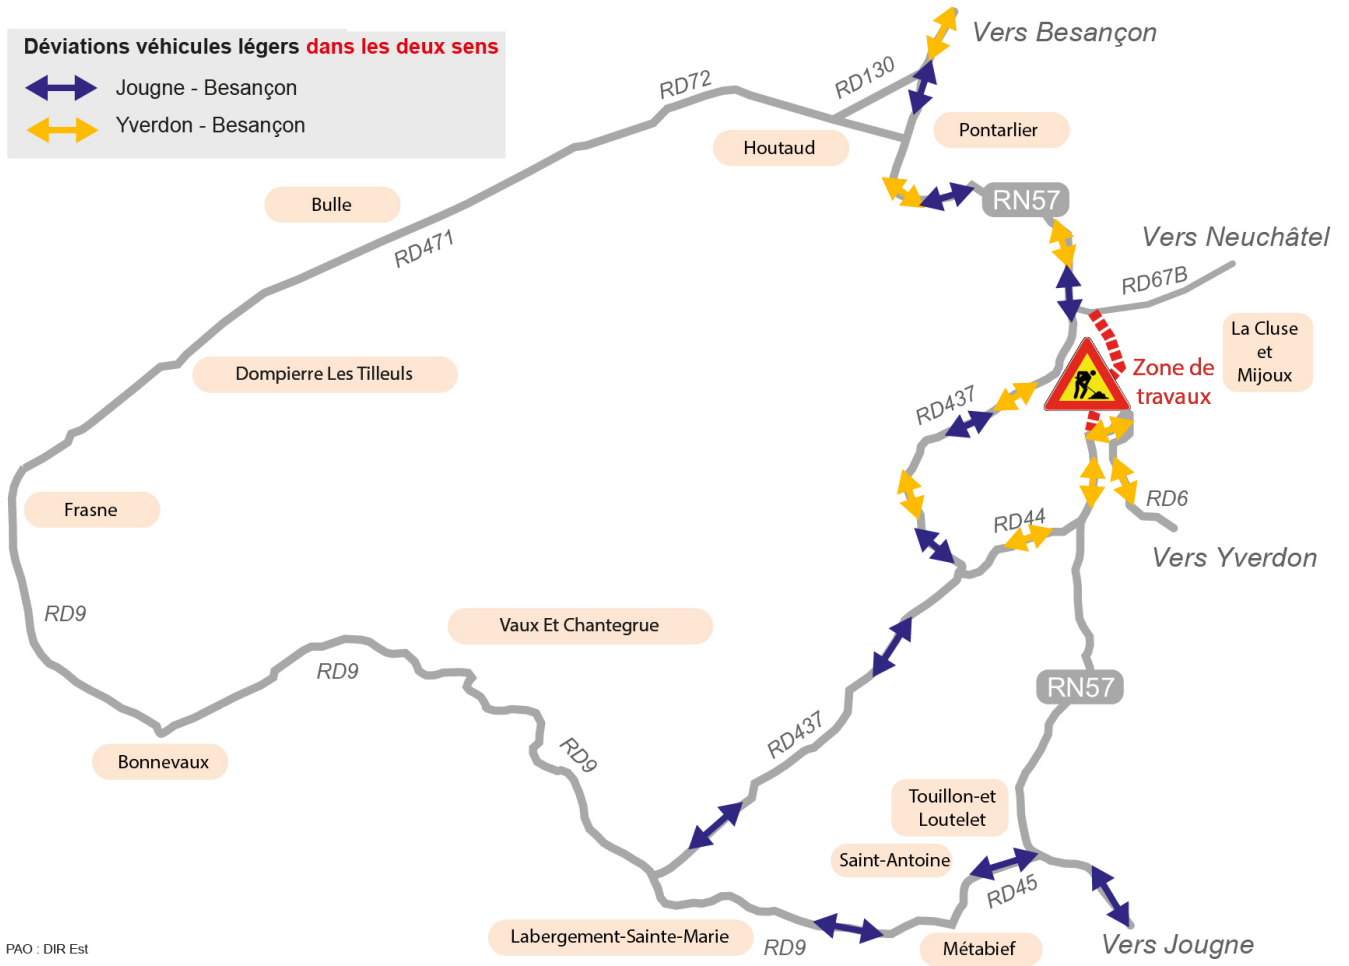 Déviations véhicules légers dans les deux sens
Jougne - Besançon
Yverdon - Besançon
Vers Besançon
RD130
RD72
Pontarlier
Houtaud
RN57
Bulle
Vers Neuchâtel
RD471
RD67B
La Cluse
et
Mijoux
Zone de
travaux
Dompierre Les Tilleuls
RD437
Frasne
RD6
RD44
Vers Yverdon
RD9
Vaux Et Chantegrue
RD9
RN57
RD437
RD9
Bonnevaux
Touillon-et
Loutelet
Saint-Antoine
RD45
Labergement-Sainte-Marie
RD9
Métabief
Vers Jougne
PAO : DIR Est